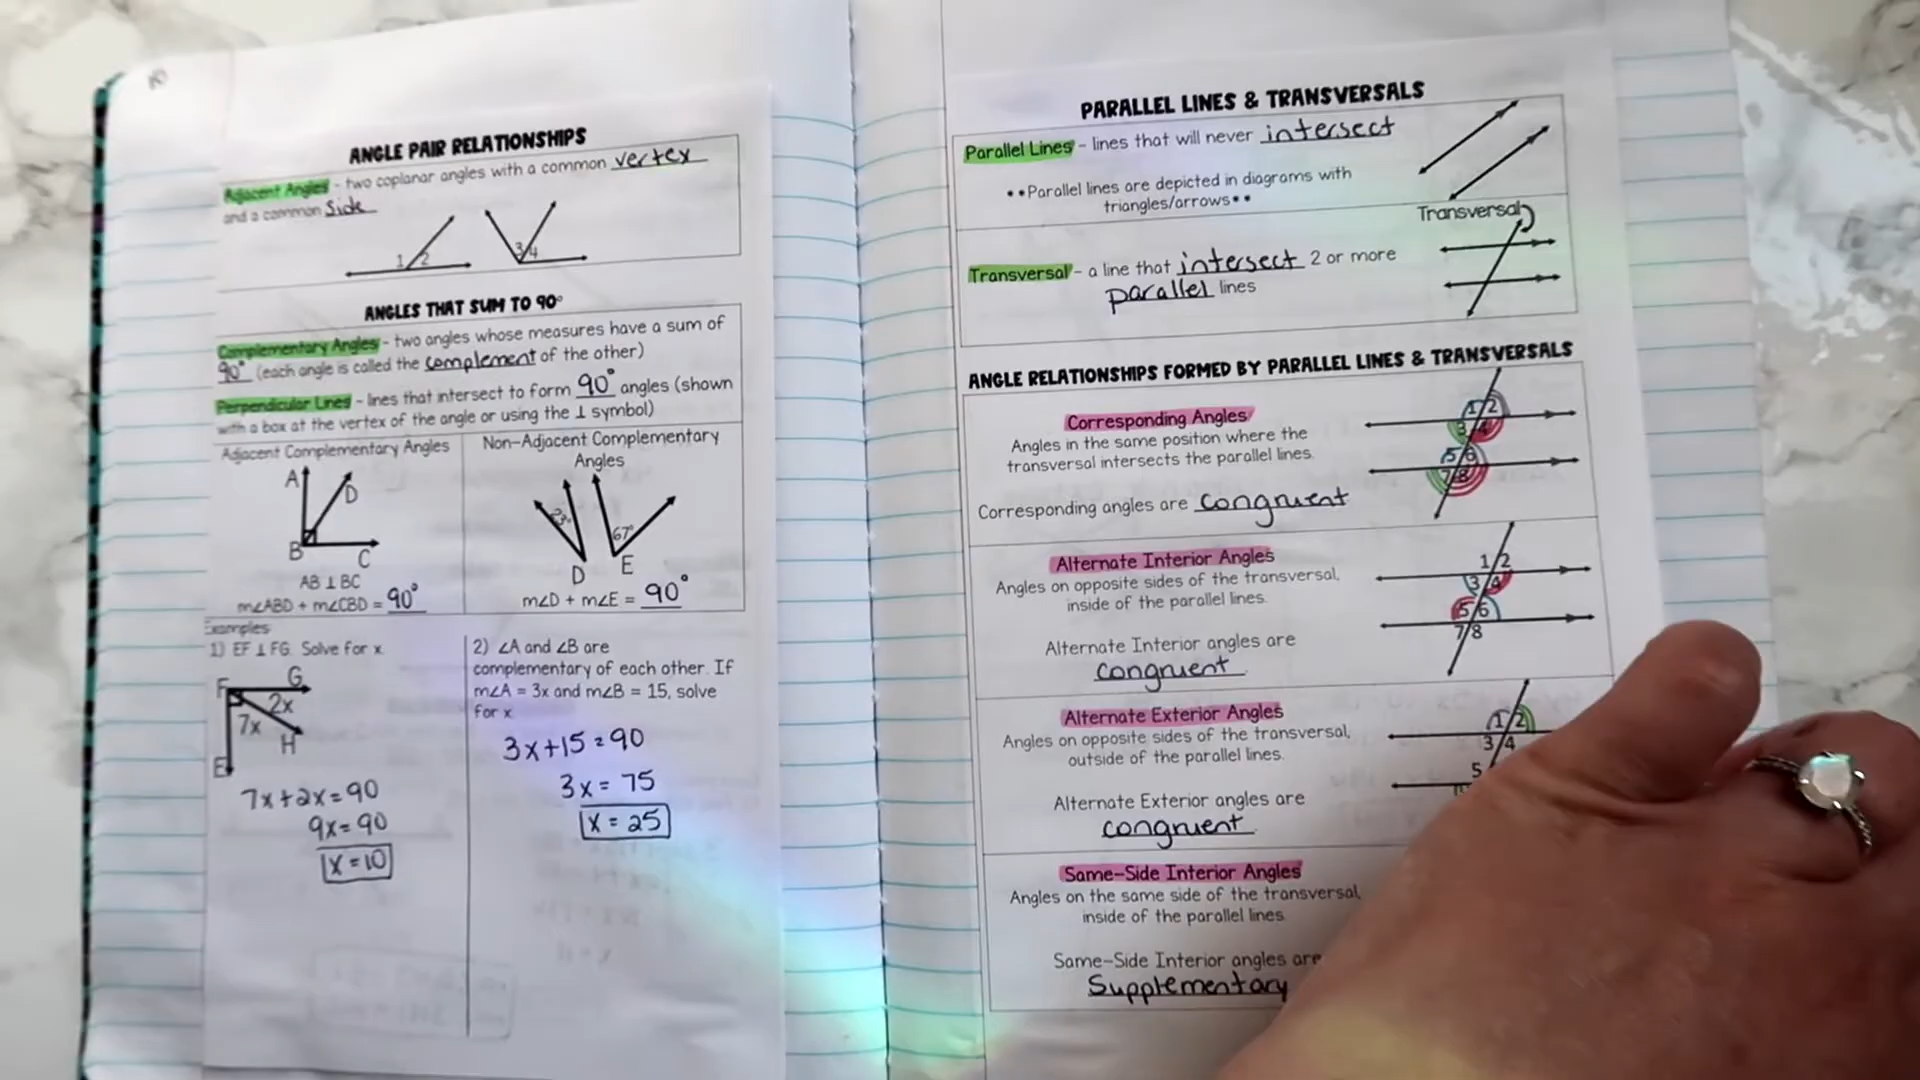 ANGLE PAIR RELATIONSHIPS
Adjacent Angles - two coplanar angles with a common vertex
and a common Side
1 2
3 4
ANGLES THAT SUM TO 90°
Complementary Angles - two angles whose measures have a sum of
90° (each angle is called the complement of the other)
Perpendicular Lines - lines that intersect to form 90° angles (shown
with a box at the vertex of the angle or using the ⊥ symbol)
Adjacent Complementary Angles
A
D
B
C
AB ⊥ BC
m∠ABD + m∠CBD = 90°
Non-Adjacent Complementary
Angles
23°
67°
D
E
m∠D + m∠E = 90°
Examples
1) EF ⊥ FG. Solve for x.
F
G
2x
7x
H
E
7x+2x=90
9x=90
x=10
2) ∠A and ∠B are
complementary of each other. If
m∠A = 3x and m∠B = 15, solve
for x.
3x+15=90
3x = 75
x = 25
PARALLEL LINES & TRANSVERSALS
Parallel Lines - lines that will never intersect
••Parallel lines are depicted in diagrams with
triangles/arrows••
Transversal
Transversal - a line that intersect 2 or more
parallel lines
ANGLE RELATIONSHIPS FORMED BY PARALLEL LINES & TRANSVERSALS
Corresponding Angles
Angles in the same position where the
transversal intersects the parallel lines.
Corresponding angles are congruent
1 2
3 4
5 6
7 8
Alternate Interior Angles
Angles on opposite sides of the transversal,
inside of the parallel lines.
Alternate Interior angles are
congruent
1 2
3 4
5 6
7 8
Alternate Exterior Angles
Angles on opposite sides of the transversal,
outside of the parallel lines.
Alternate Exterior angles are
congruent
1 2
3 4
5
Same-Side Interior Angles
Angles on the same side of the transversal,
inside of the parallel lines.
Same-Side Interior angles are
Supplementary